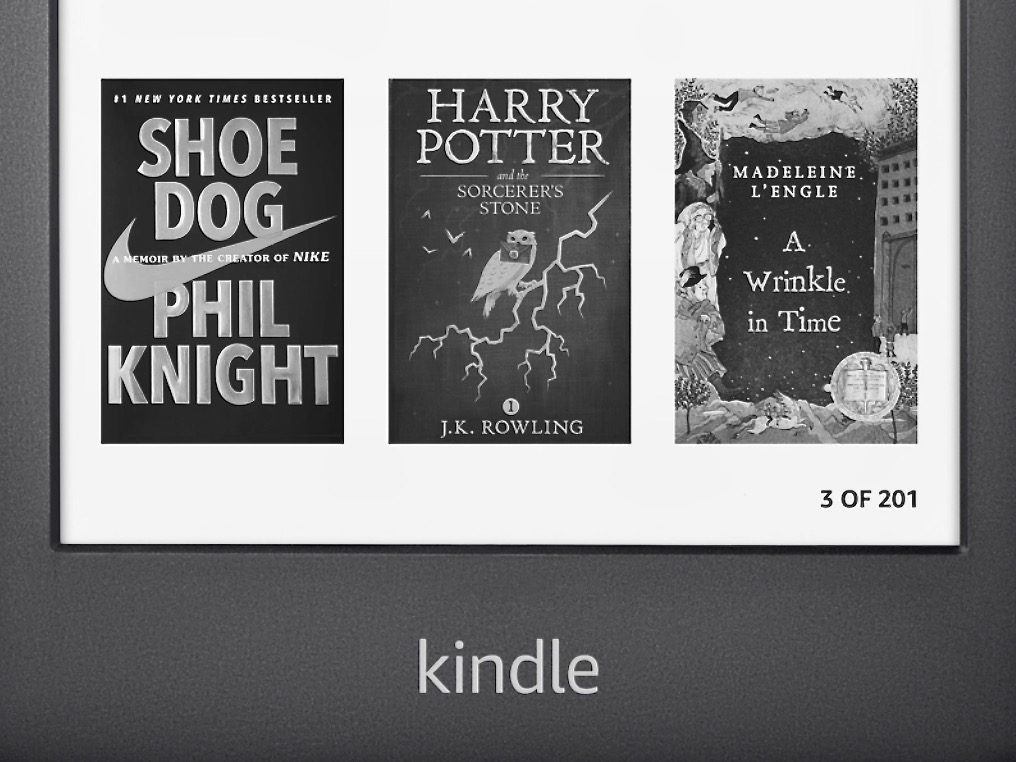 #1 NEW YORK TIMES BESTSELLER
SHOE
DOG
A MEMOIR BY THE CREATOR OF NIKE
PHIL
KNIGHT
HARRY
POTTER
and the
SORCERER'S
STONE
1
J.K. ROWLING
MADELEINE
L'ENGLE
A
Wrinkle
in Time
3 OF 201
kindle